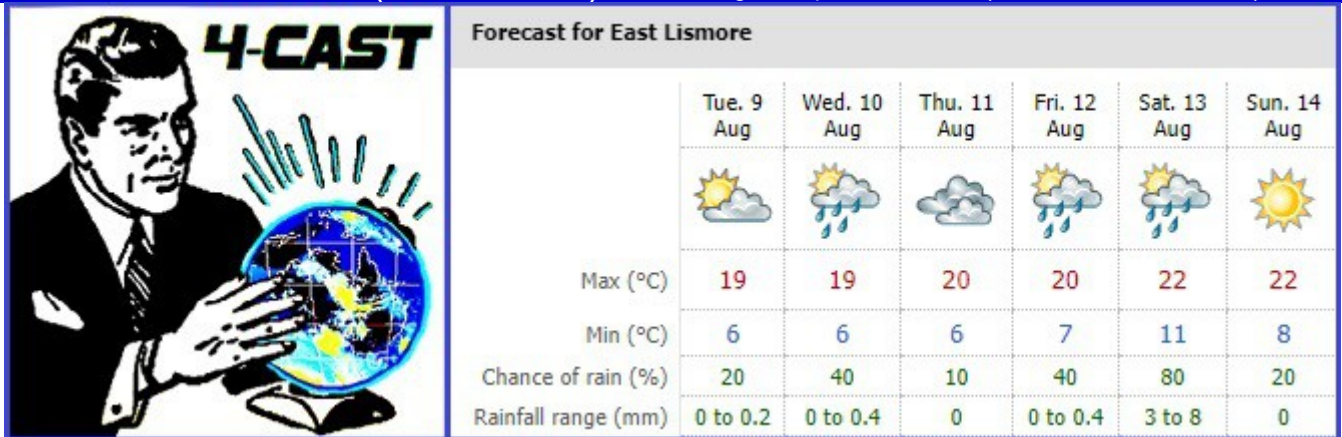 4-CAST
Forecast for East Lismore
Tue. 9 Wed. 10 Thu. 11 Fri. 12 Sat. 13 Sun. 14
Aug Aug Aug Aug Aug Aug
Max (°C) 19 19 20 20 22 22
Min (°C) 6 6 6 7 11 8
Chance of rain (%) 20 40 10 40 80 20
Rainfall range (mm) 0 to 0.2 0 to 0.4 0 0 to 0.4 3 to 8 0